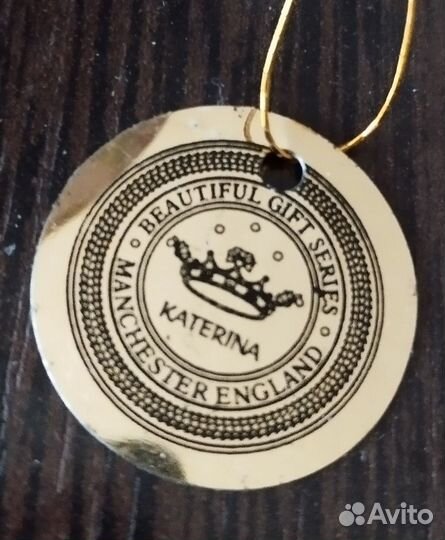 BEAUTIFUL GIFT SERIES
KATERINA
MANCHESTER ENGLAND
Avito